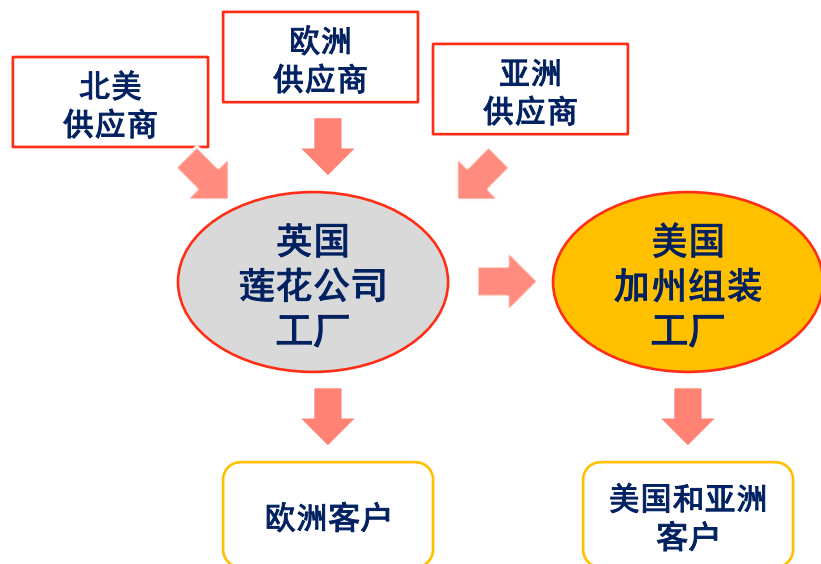 北美
供应商
欧洲
供应商
亚洲
供应商
英国
莲花公司
工厂
美国
加州组装
工厂
欧洲客户
美国和亚洲
客户